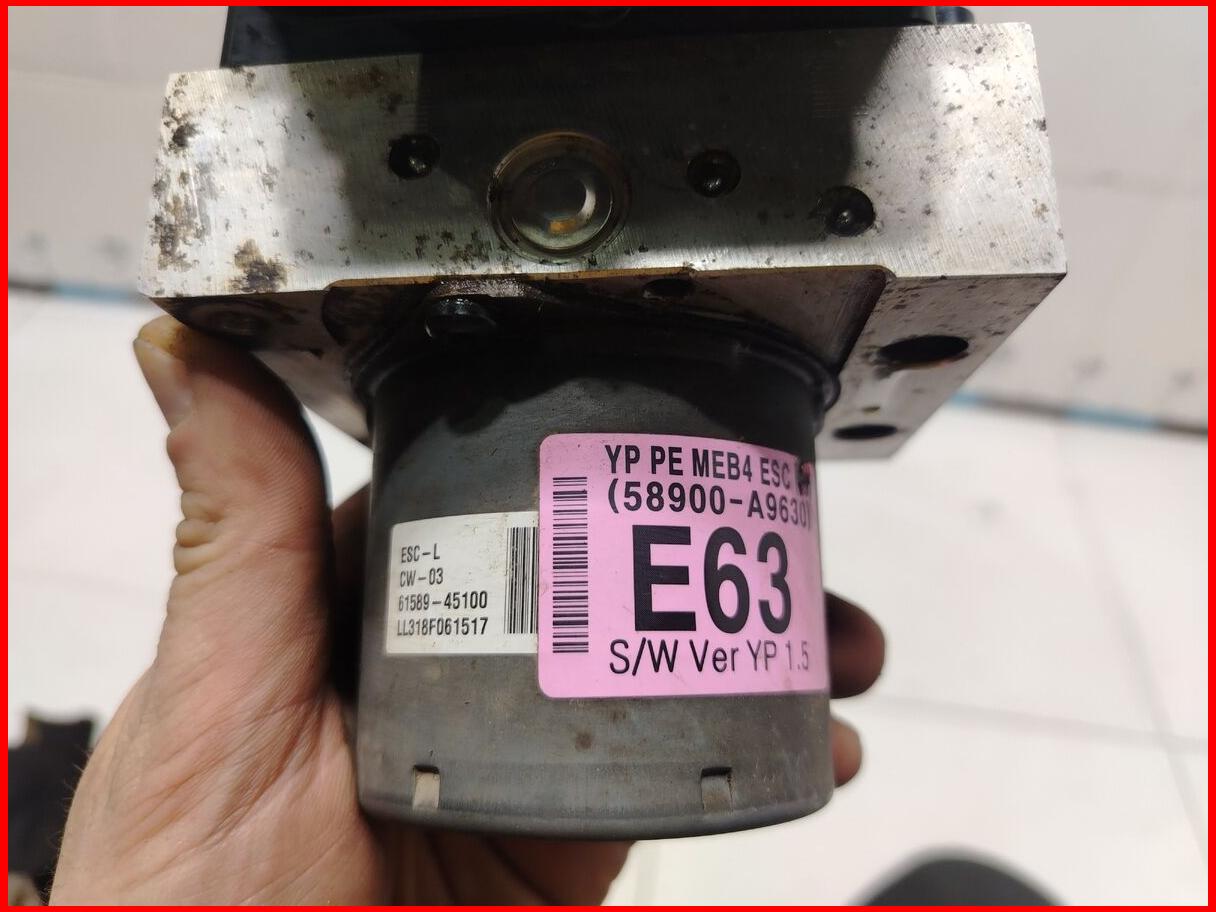 YP PE MEB4 ESC
(58900-A9630)
E63
S/W Ver YP 1.5
ESC-L
CW-03
61589-45100
LL318F061517